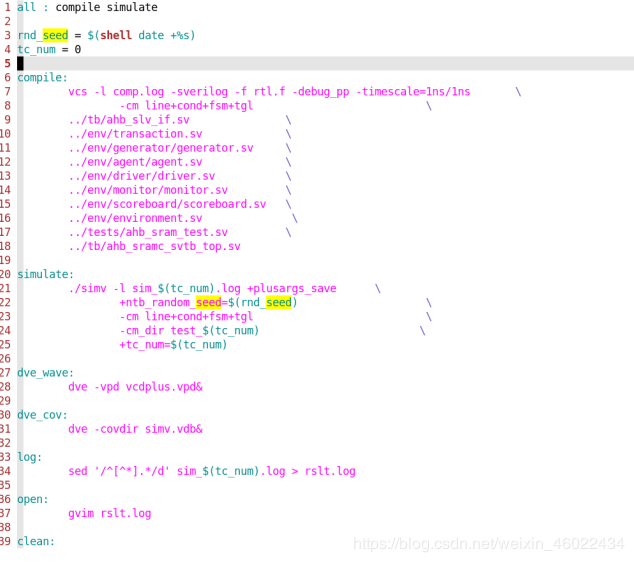 1 all : compile simulate
2
3 rnd_seed = $(shell date +%s)
4 tc_num = 0
5
6 compile:
7 vcs -l comp.log -sverilog -f rtl.f -debug_pp -timescale=1ns/1ns \
8 -cm line+cond+fsm+tgl \
9 ../tb/ahb_slv_if.sv \
10 ../env/transaction.sv \
11 ../env/generator/generator.sv \
12 ../env/agent/agent.sv \
13 ../env/driver/driver.sv \
14 ../env/monitor/monitor.sv \
15 ../env/scoreboard/scoreboard.sv \
16 ../env/environment.sv \
17 ../tests/ahb_sram_test.sv \
18 ../tb/ahb_sramc_svtb_top.sv
19
20 simulate:
21 ./simv -l sim_$(tc_num).log +plusargs_save \
22 +ntb_random_seed=$(rnd_seed) \
23 -cm line+cond+fsm+tgl \
24 -cm_dir test_$(tc_num) \
25 +tc_num=$(tc_num)
26
27 dve_wave:
28 dve -vpd vcdplus.vpd&
29
30 dve_cov:
31 dve -covdir simv.vdb&
32
33 log:
34 sed '/^[^*].*/d' sim_$(tc_num).log > rslt.log
35
36 open:
37 gvim rslt.log
38
39 clean:
https://blog.csdn.net/weixin_46022434